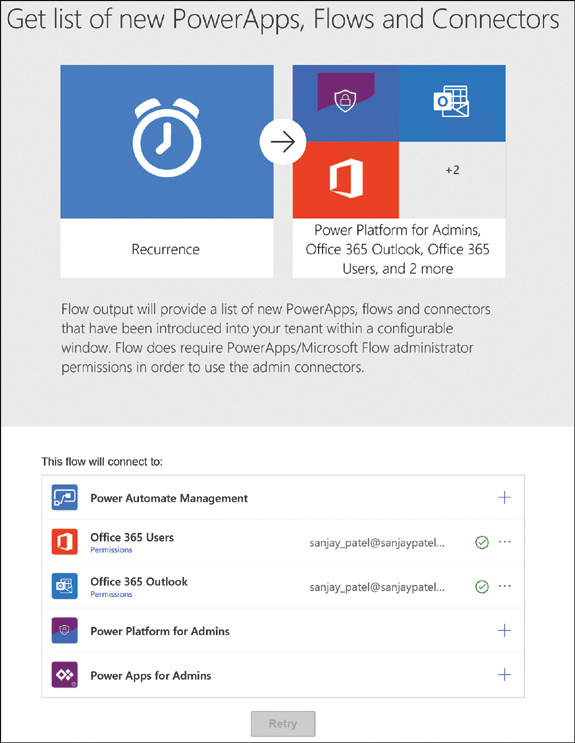 Get list of new PowerApps, Flows and Connectors
+2
Recurrence
Power Platform for Admins,
Office 365 Outlook, Office 365
Users, and 2 more
Flow output will provide a list of new PowerApps, flows and connectors
that have been introduced into your tenant within a configurable
window. Flow does require PowerApps/Microsoft Flow administrator
permissions in order to use the admin connectors.
This flow will connect to:
Power Automate Management
Office 365 Users
Permissions
sanjay_patel@sanjaypatel...
Office 365 Outlook
Permissions
sanjay_patel@sanjaypatel...
Power Platform for Admins
Power Apps for Admins
Retry